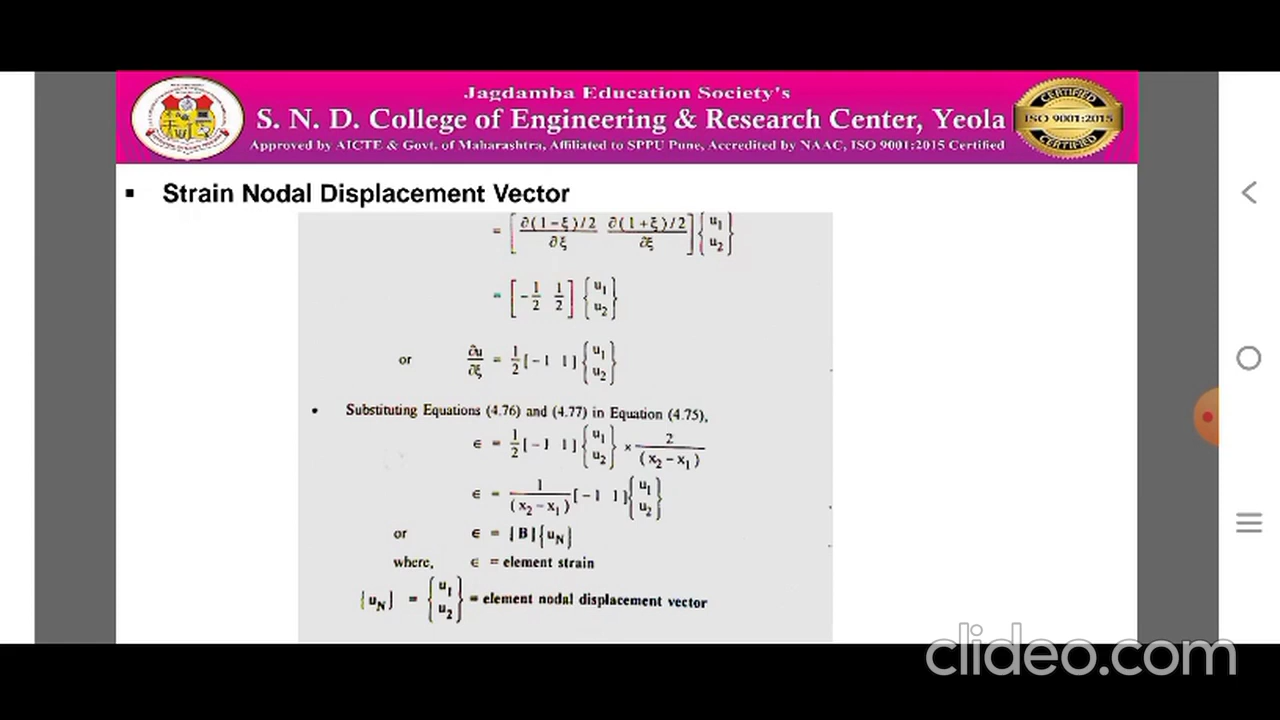 Jagdamba Education Society's
S. N. D. College of Engineering & Research Center, Yeola
Approved by AICTE & Govt. of Maharashtra, Affiliated to SPPU Pune, Accredited by NAAC, ISO 9001:2015 Certified
CERTIFIED
ISO 9001:2015
CERTIFIED
▪ Strain Nodal Displacement Vector
= [ ∂(1−ξ)/2 / ∂ξ ∂(1+ξ)/2 / ∂ξ ] { u₁ u₂ }
= [ −1/2 1/2 ] { u₁ u₂ }
or ∂u/∂ξ = 1/2 [ −1 1 ] { u₁ u₂ }
• Substituting Equations (4.76) and (4.77) in Equation (4.75),
ϵ = 1/2 [ −1 1 ] { u₁ u₂ } × 2/(x₂−x₁)
ϵ = 1/(x₂−x₁) [ −1 1 ] { u₁ u₂ }
or ϵ = [B]{u_N}
where, ϵ = element strain
{u_N} = { u₁ u₂ } = element nodal displacement vector
clideo.com